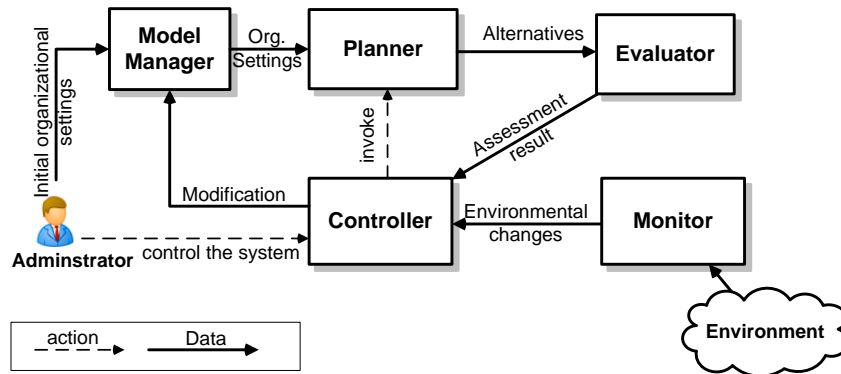 Model
Manager
Org.
Settings
Planner
Alternatives
Evaluator
Initial organizational
settings
invoke
Assessment
result
Modification
Controller
Environmental
changes
Monitor
Adminstrator
control the system
Environment
action
Data